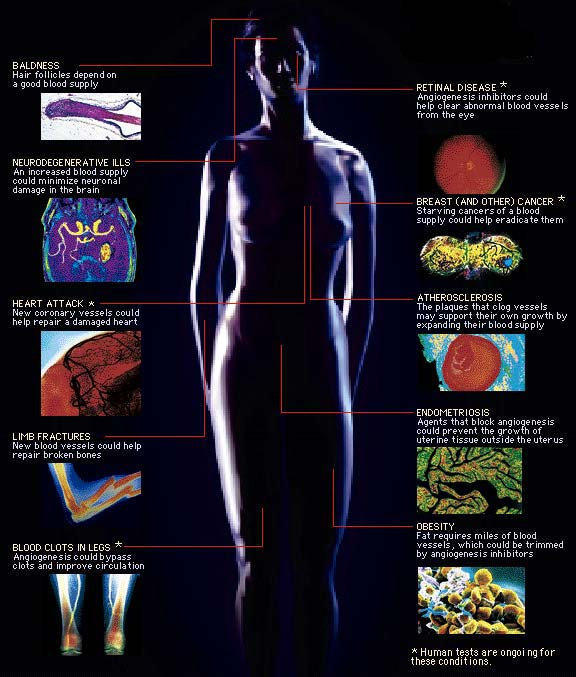 BALDNESS
Hair follicles depend on
a good blood supply
NEURODEGENERATIVE ILLS
An increased blood supply
could minimize neuronal
damage in the brain
HEART ATTACK *
New coronary vessels could
help repair a damaged heart
LIMB FRACTURES
New blood vessels could help
repair broken bones
BLOOD CLOTS IN LEGS *
Angiogenesis could bypass
clots and improve circulation
RETINAL DISEASE *
Angiogenesis inhibitors could
help clear abnormal blood vessels
from the eye
BREAST (AND OTHER) CANCER *
Starving cancers of a blood
supply could help eradicate them
ATHEROSCLEROSIS
The plaques that clog vessels
may support their own growth by
expanding their blood supply
ENDOMETRIOSIS
Agents that block angiogenesis
could prevent the growth of
uterine tissue outside the uterus
OBESITY
Fat requires miles of blood
vessels, which could be trimmed
by angiogenesis inhibitors
* Human tests are ongoing for
these conditions.